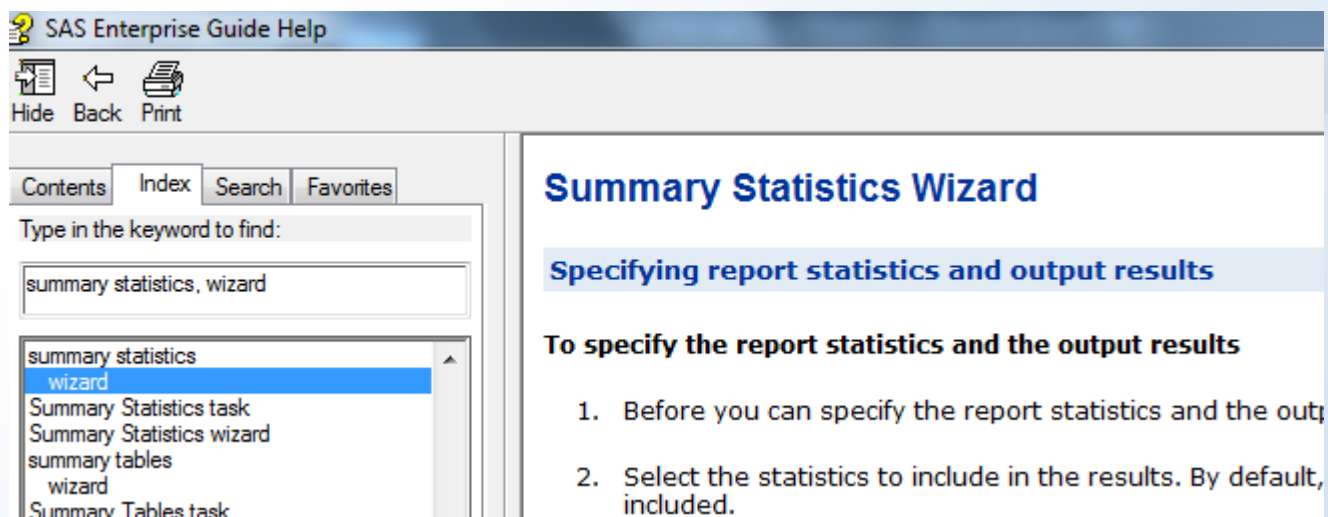 SAS Enterprise Guide Help
Hide Back Print
Contents Index Search Favorites
Type in the keyword to find:
summary statistics, wizard
summary statistics
wizard
Summary Statistics task
Summary Statistics wizard
summary tables
wizard
Summary Tables task
Summary Statistics Wizard
Specifying report statistics and output results
To specify the report statistics and the output results
1. Before you can specify the report statistics and the
2. Select the statistics to include in the results. By default,
included.